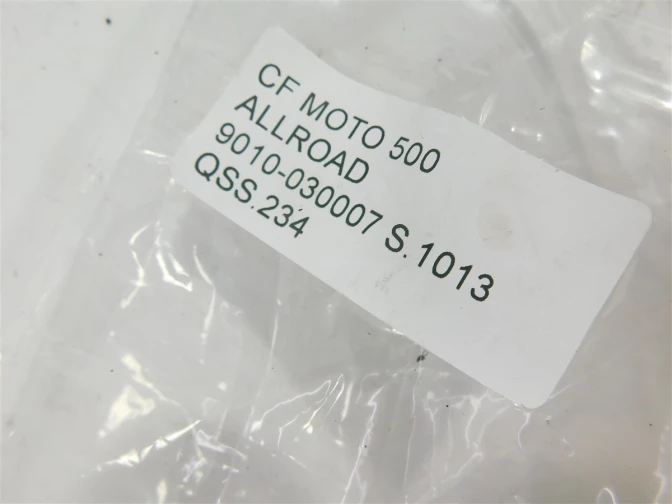 CF MOTO 500
ALLROAD
9010-030007 S.1013
QSS.234